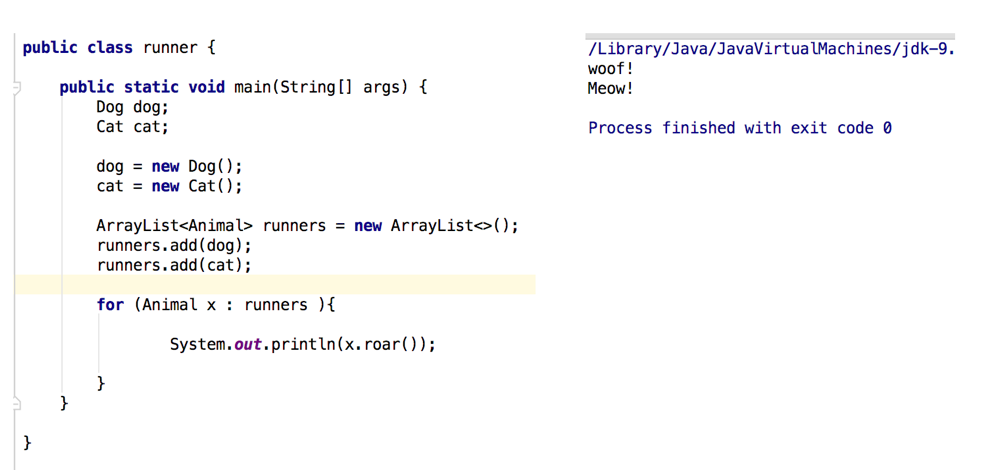 public class runner {
public static void main(String[] args) {
Dog dog;
Cat cat;
dog = new Dog();
cat = new Cat();
ArrayList<Animal> runners = new ArrayList<>();
runners.add(dog);
runners.add(cat);
for (Animal x : runners ){
System.out.println(x.roar());
}
}
}
/Library/Java/JavaVirtualMachines/jdk-9.
woof!
Meow!
Process finished with exit code 0